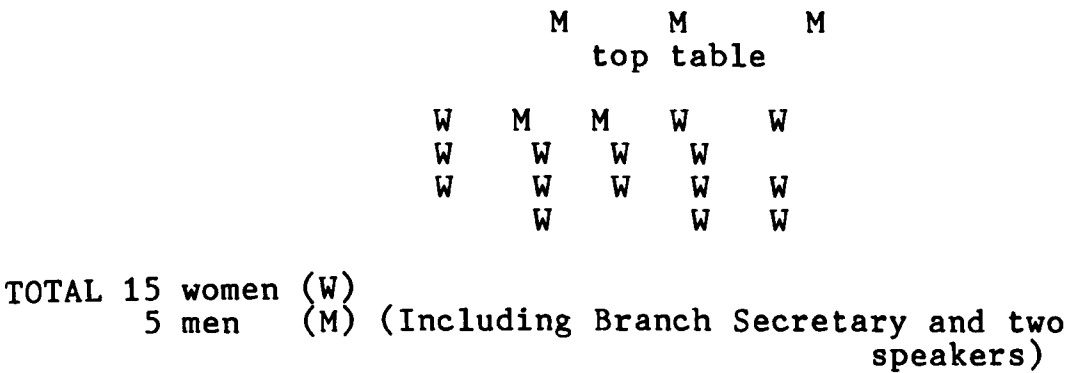 M M M
top table
W M M W W
W W W W
W W W W W
W W W
TOTAL 15 women (W)
5 men (M) (Including Branch Secretary and two
speakers)